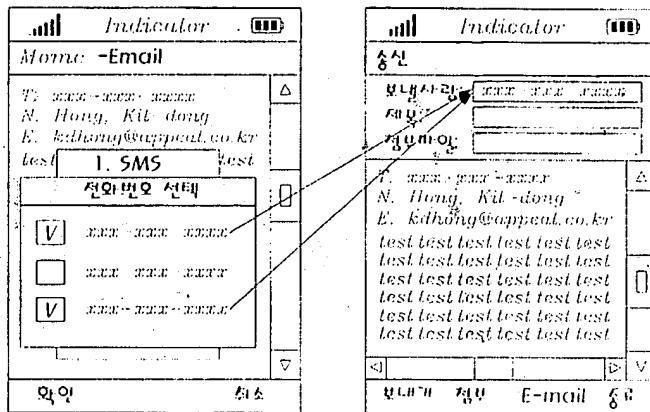 Indicator
Memo -Email
T: xxx-xxx-xxxx
N. Hong, Kil-dong
E. kdhong@appeal.co.kr
test test
1. SMS
전화번호 선택
V xxx-xxx-xxxx
xxx-xxx-xxxx
V xxx-xxx-xxxx
확인 취소
Indicator
송신
보낼사람: xxx-xxx-xxxx
제목:
첨부파일:
T. xxx-xxx-xxxx
N. Hong, Kil-dong
E. kdhong@appeal.co.kr
test test test test test test
test test test test test test
test test test test test test
test test test test test test
test test test test test test
test test test test test test
보내기 첨부 E-mail 종료